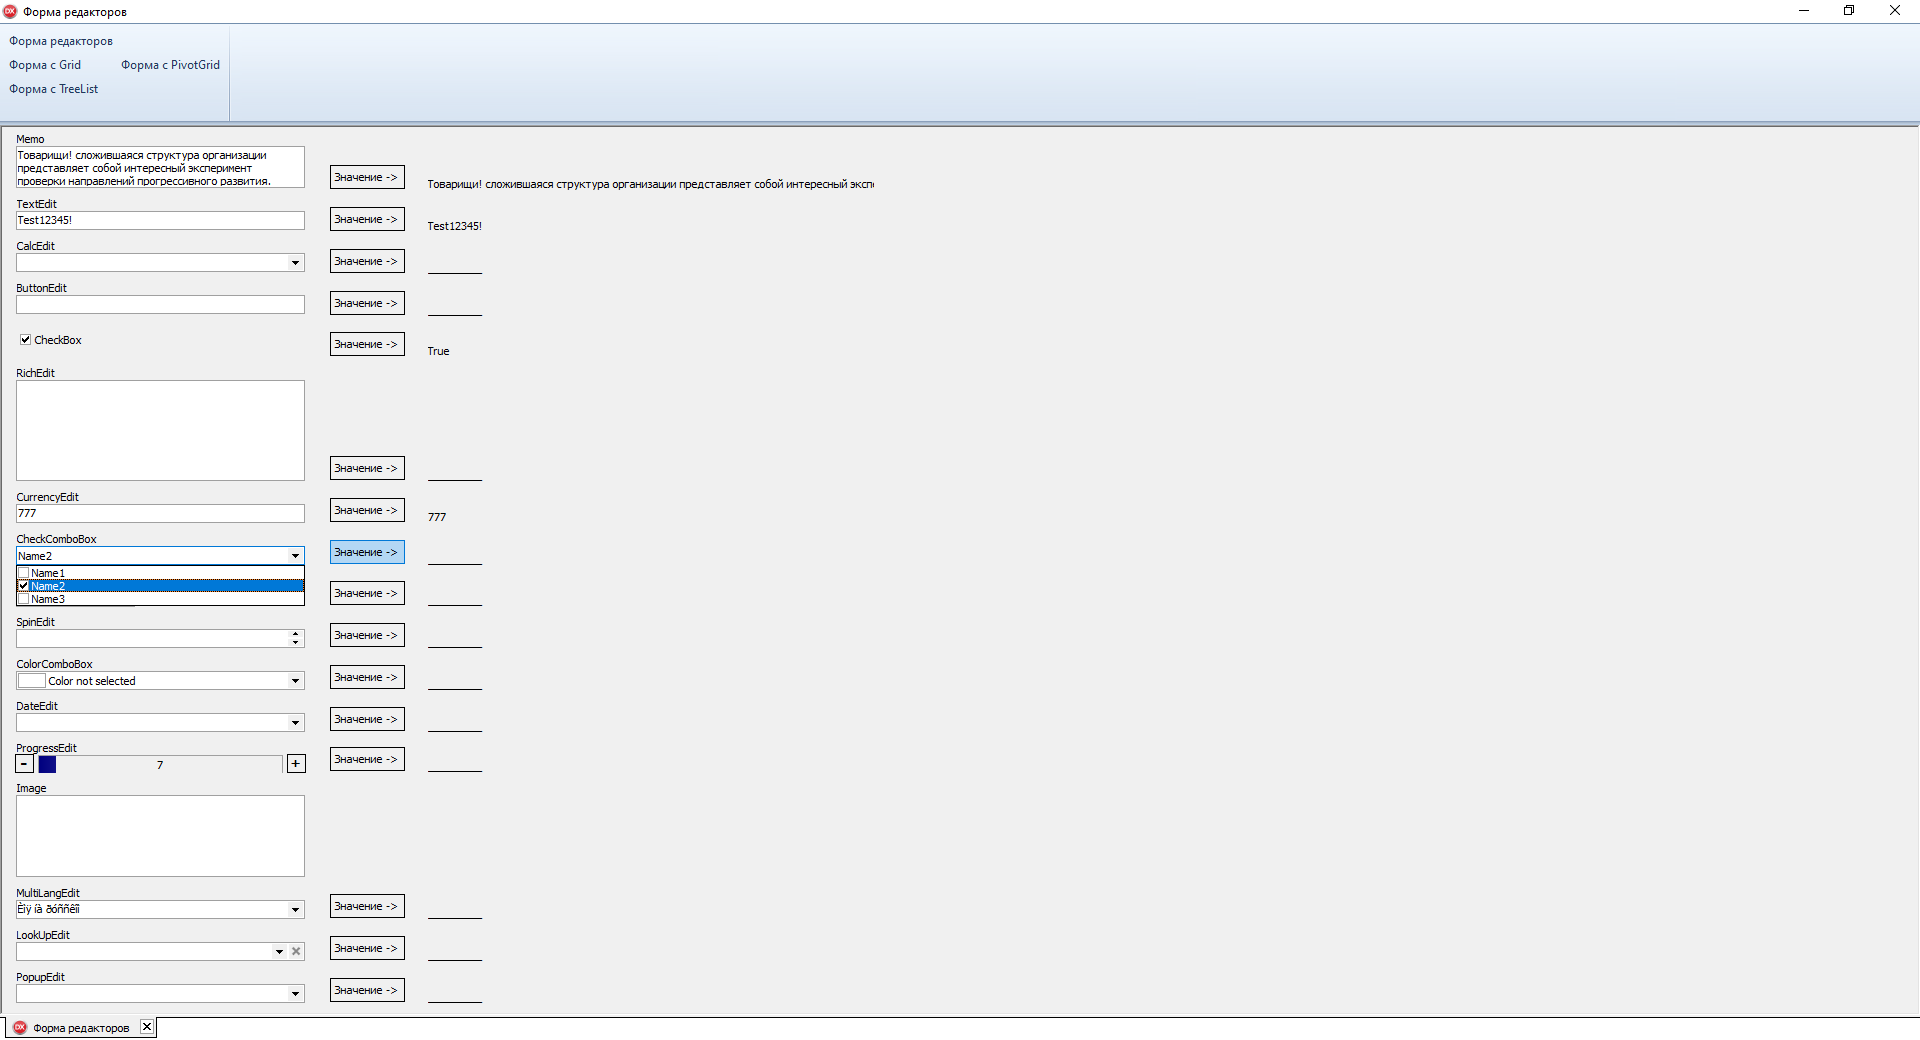 Форма редакторов
Форма редакторов
Форма с Grid
Форма с PivotGrid
Форма с TreeList
Memo
Товарищи! сложившаяся структура организации
представляет собой интересный эксперимент
проверки направлений прогрессивного развития.
Значение ->
Товарищи! сложившаяся структура организации представляет собой интересный эксп
TextEdit
Test12345!
Значение ->
Test12345!
CalcEdit
Значение ->
ButtonEdit
Значение ->
CheckBox
Значение ->
True
RichEdit
Значение ->
CurrencyEdit
777
Значение ->
777
CheckComboBox
Name2
Значение ->
Name1
Name2
Name3
Значение ->
SpinEdit
Значение ->
ColorComboBox
Color not selected
Значение ->
DateEdit
Значение ->
ProgressEdit
- 7 +
Значение ->
Image
MultiLangEdit
Èìÿ íà ðóññêîì
Значение ->
LookUpEdit
Значение ->
PopupEdit
Значение ->
Форма редакторов